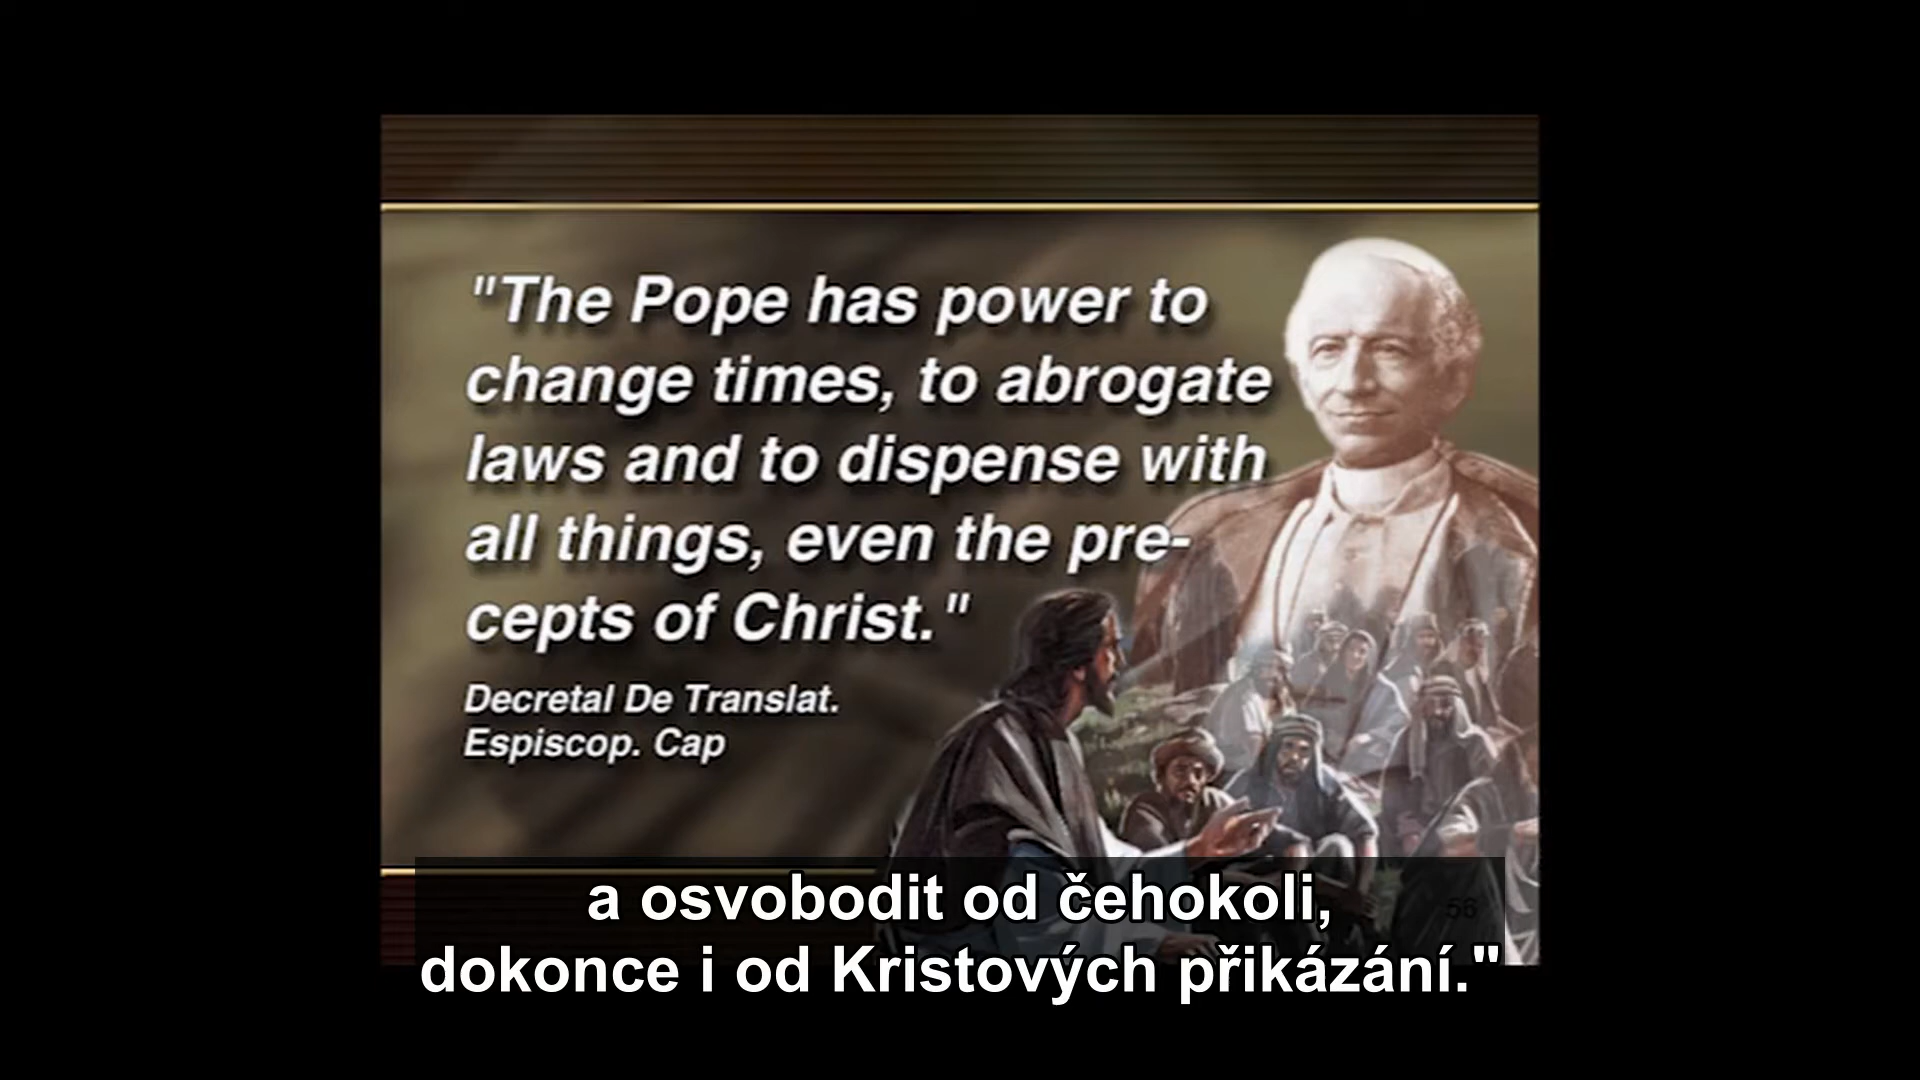 "The Pope has power to
change times, to abrogate
laws and to dispense with
all things, even the pre-
cepts of Christ."
Decretal De Translat.
Espiscop. Cap
56
a osvobodit od čehokoli,
dokonce i od Kristových přikázání."